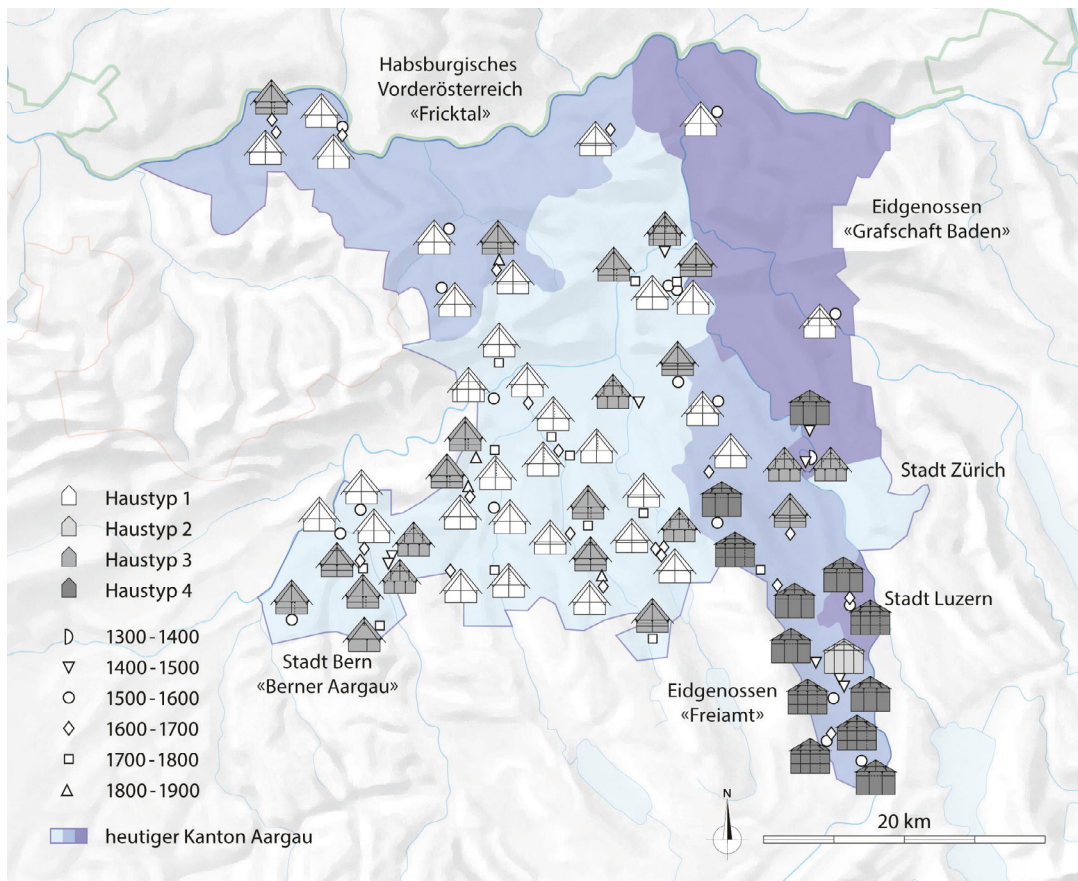 Habsburgisches
Vorderösterreich
«Fricktal»
Eidgenossen
«Grafschaft Baden»
Stadt Zürich
Stadt Luzern
Eidgenossen
«Freiamt»
Stadt Bern
«Berner Aargau»
Haustyp 1
Haustyp 2
Haustyp 3
Haustyp 4
1300 - 1400
1400 - 1500
1500 - 1600
1600 - 1700
1700 - 1800
1800 - 1900
heutiger Kanton Aargau
N
20 km